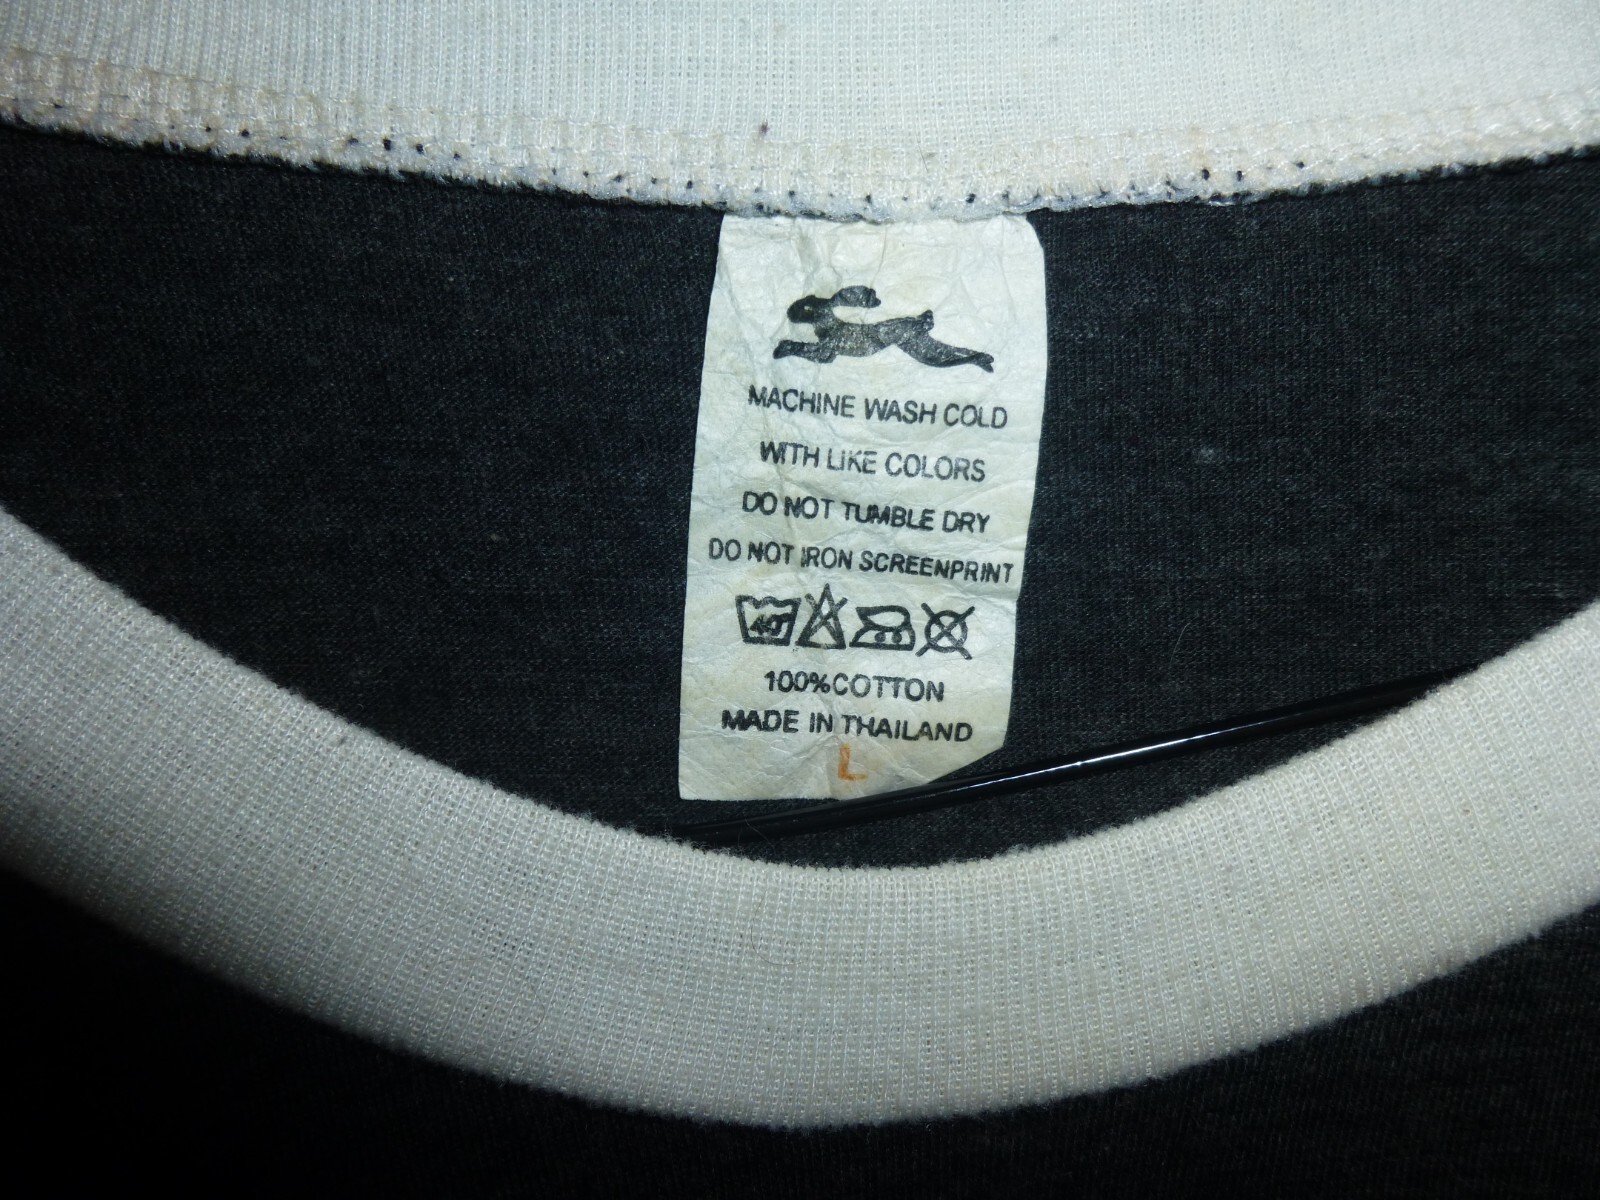 MACHINE WASH COLD
WITH LIKE COLORS
DO NOT TUMBLE DRY
DO NOT IRON SCREENPRINT
40°
100%COTTON
MADE IN THAILAND
L